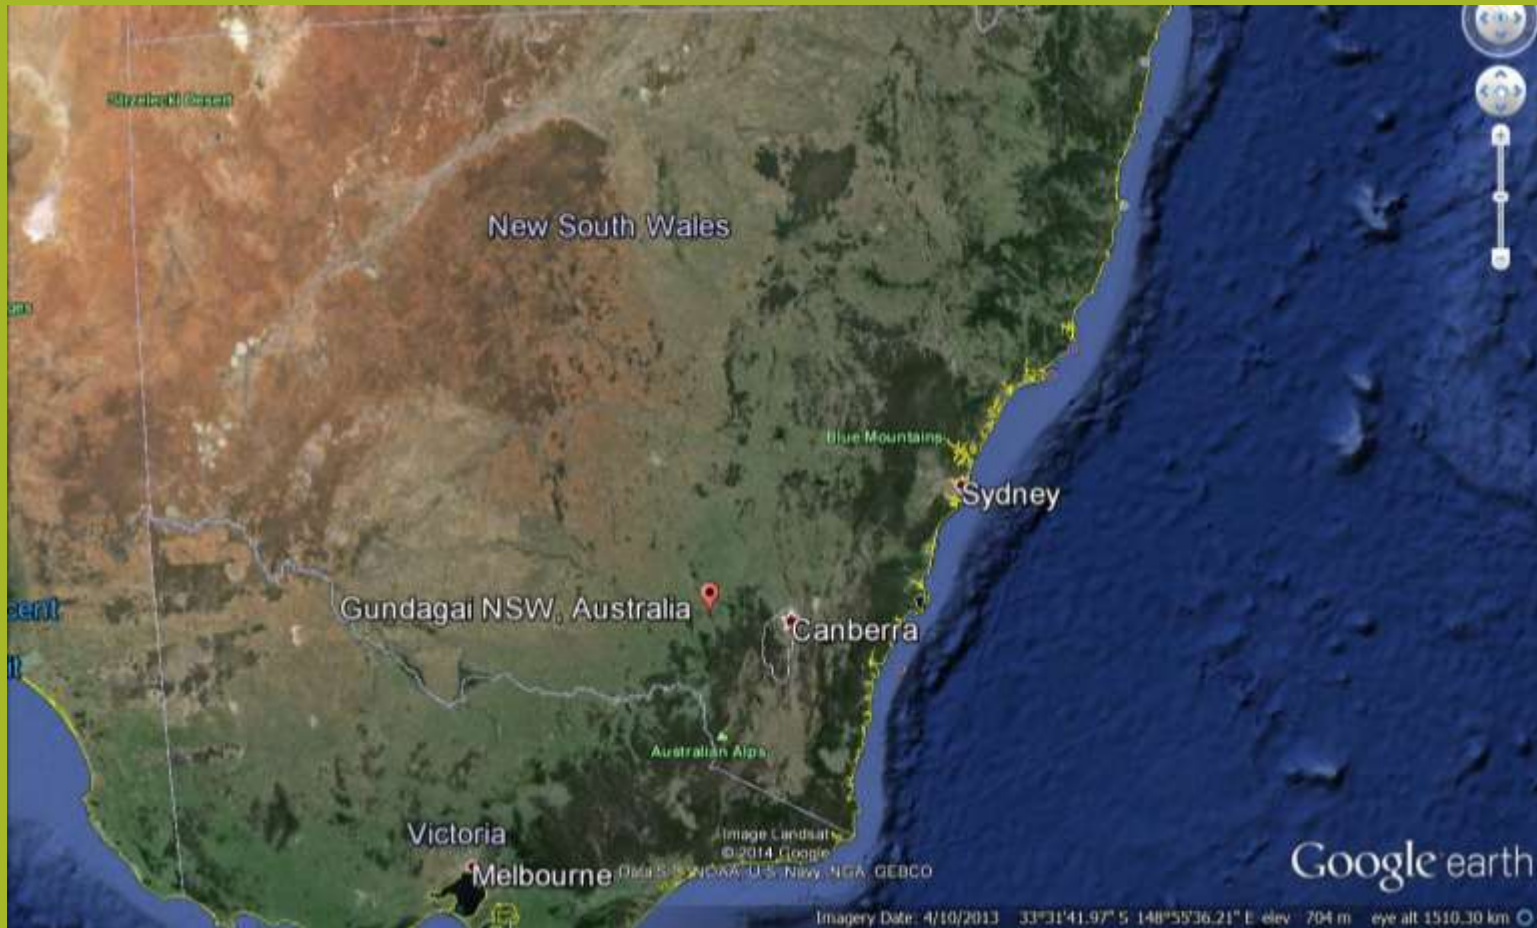 Strzelecki Desert
New South Wales
Blue Mountains
Sydney
Gundagai NSW, Australia
Canberra
Australian Alps
Victoria
Melbourne
Image Landsat
© 2014 Google
Data SIO, NOAA, U.S. Navy, NGA, GEBCO
Google earth
Imagery Date: 4/10/2013 33°31'41.97" S 148°55'36.21" E elev 704 m eye alt 1510.30 km